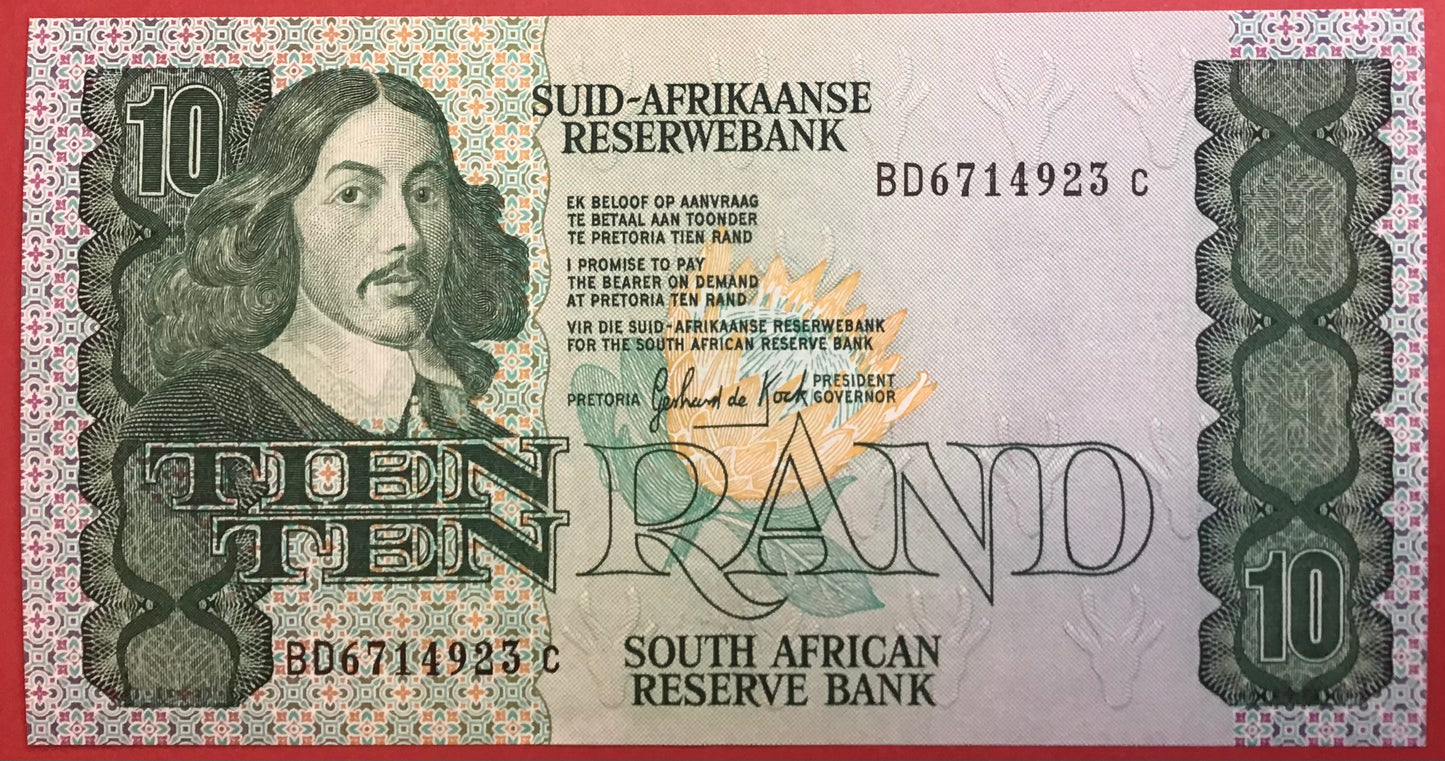 10
SUID-AFRIKAANSE
RESERWEBANK
BD6714923 C
EK BELOOF OP AANVRAAG
TE BETAAL AAN TOONDER
TE PRETORIA TIEN RAND
I PROMISE TO PAY
THE BEARER ON DEMAND
AT PRETORIA TEN RAND
VIR DIE SUID-AFRIKAANSE RESERWEBANK
FOR THE SOUTH AFRICAN RESERVE BANK
PRETORIA Gerhard de Kock PRESIDENT
GOVERNOR
TIEN
TEN RAND
10
BD6714923 C
SOUTH AFRICAN
RESERVE BANK